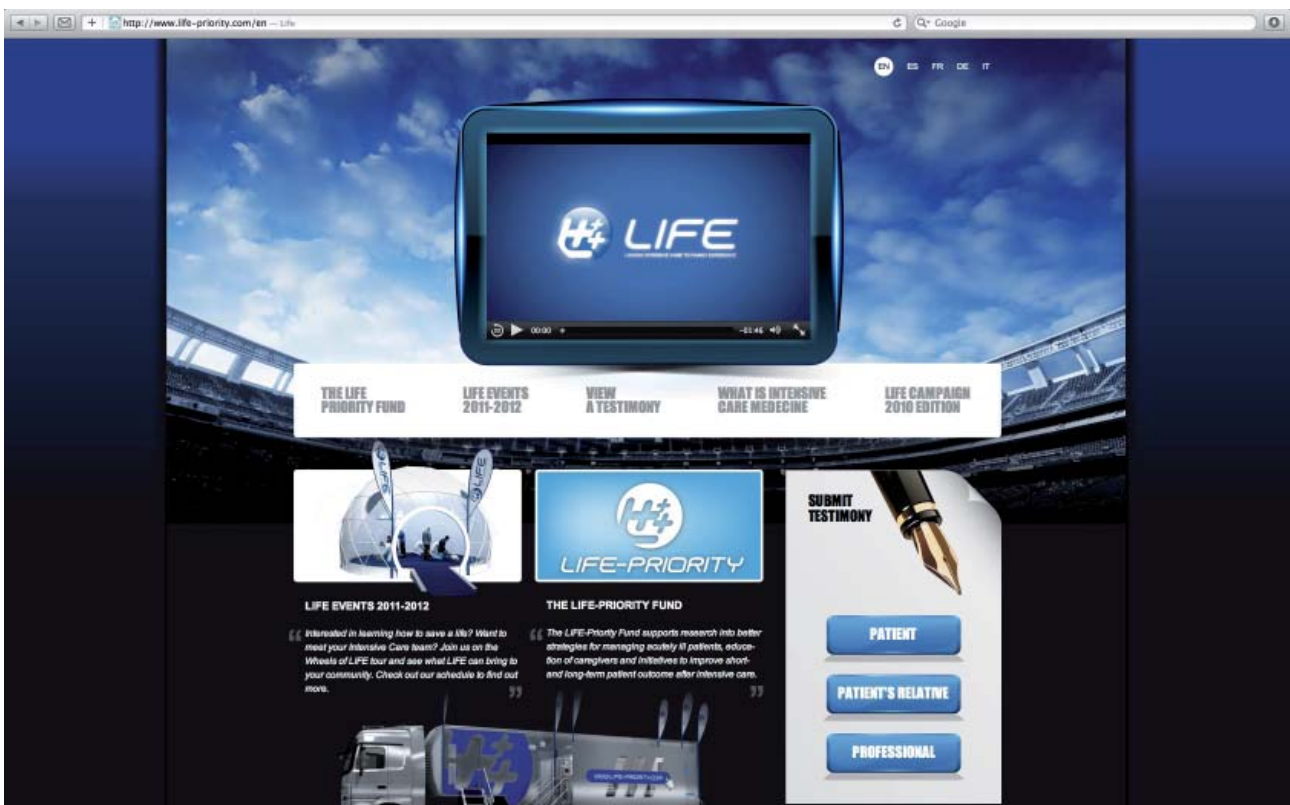 http://www.life-priority.com/en — Life
Google
EN ES FR DE IT
LIFE
00:00
-01:46
THE LIFE
PRIORITY FUND
LIFE EVENTS
2011-2012
VIEW
A TESTIMONY
WHAT IS INTENSIVE
CARE MEDECINE
LIFE CAMPAIGN
2010 EDITION
LIFE
LIFE
LIFE-PRIORITY
SUBMIT
TESTIMONY
LIFE EVENTS 2011-2012
“ Interested in learning how to save a life? Want to
meet your Intensive Care team? Join us on the
Wheels of LIFE tour and see what LIFE can bring to
your community. Check out our schedule to find out
more. ”
THE LIFE-PRIORITY FUND
“ The LIFE-Priority Fund supports research into better
strategies for managing acutely ill patients, educa-
tion of caregivers and initiatives to improve short-
and long-term patient outcome after intensive care. ”
PATIENT
PATIENT'S RELATIVE
PROFESSIONAL